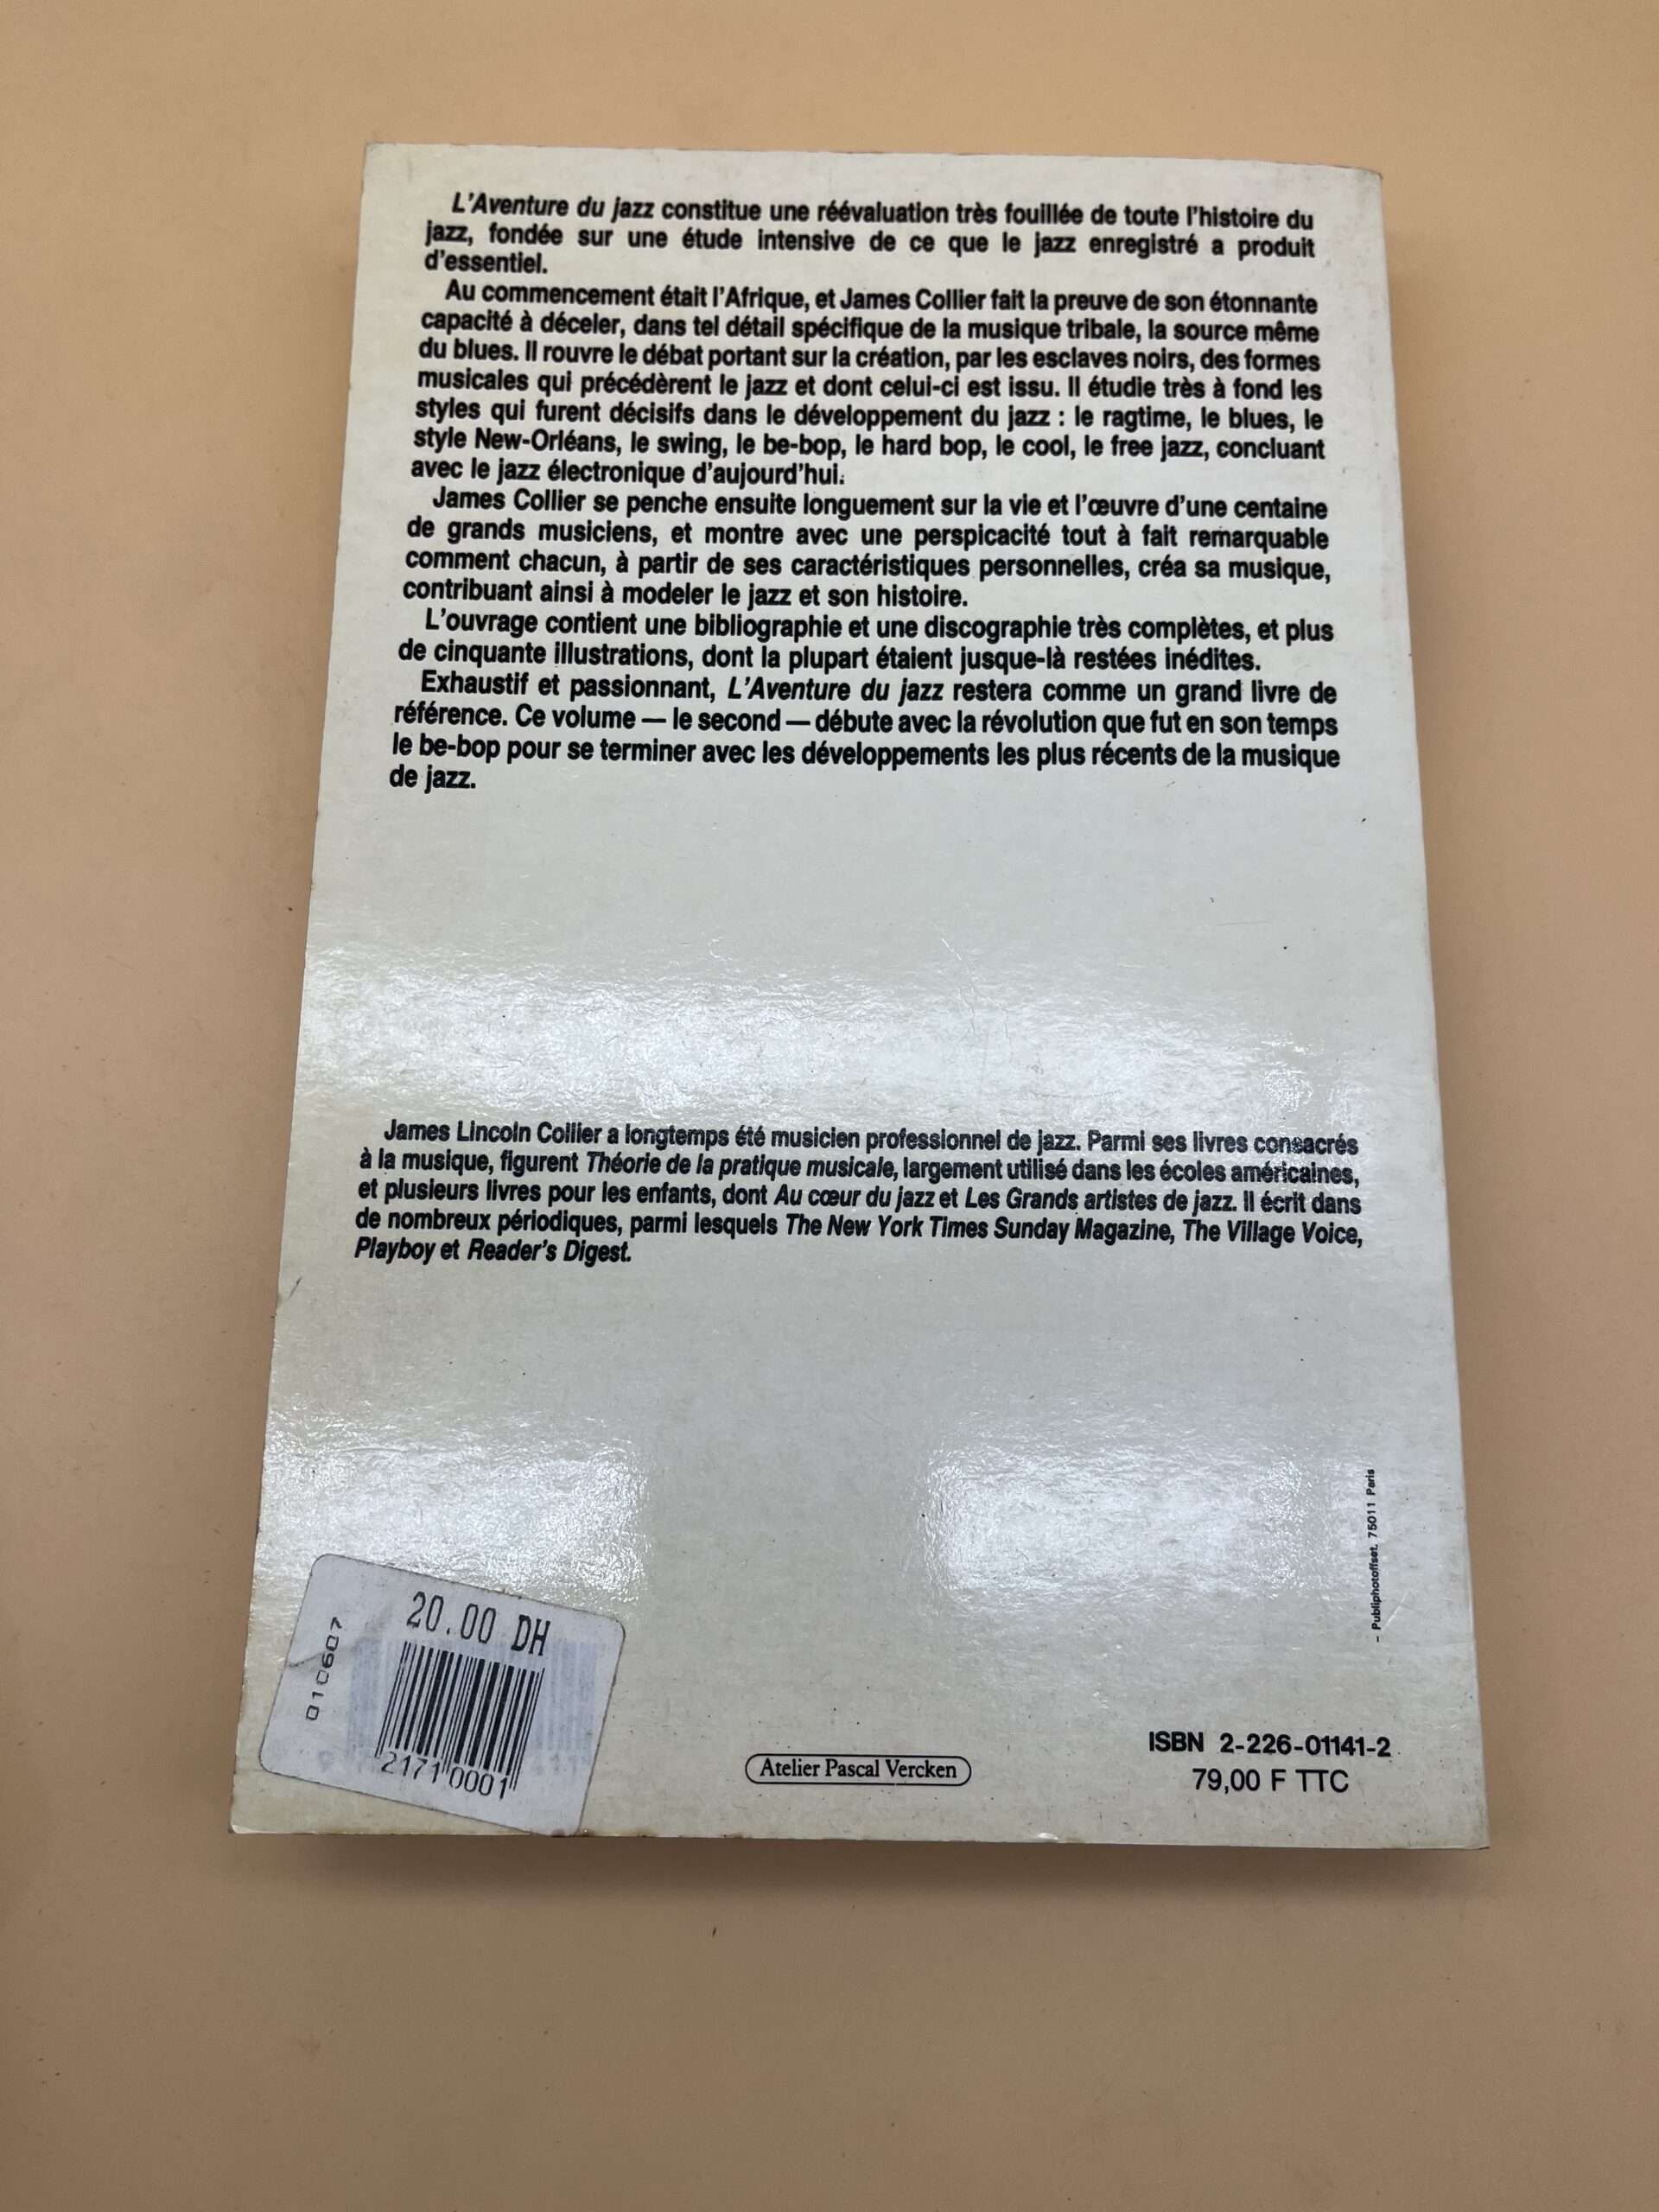 L'Aventure du jazz constitue une réévaluation très fouillée de toute l'histoire du
jazz, fondée sur une étude intensive de ce que le jazz enregistré a produit
d'essentiel.
Au commencement était l'Afrique, et James Collier fait la preuve de son étonnante
capacité à déceler, dans tel détail spécifique de la musique tribale, la source même
du blues. Il rouvre le débat portant sur la création, par les esclaves noirs, des formes
musicales qui précédèrent le jazz et dont celui-ci est issu. Il étudie très à fond les
styles qui furent décisifs dans le développement du jazz : le ragtime, le blues, le
style New-Orléans, le swing, le be-bop, le hard bop, le cool, le free jazz, concluant
avec le jazz électronique d'aujourd'hui.
James Collier se penche ensuite longuement sur la vie et l'œuvre d'une centaine
de grands musiciens, et montre avec une perspicacité tout à fait remarquable
comment chacun, à partir de ses caractéristiques personnelles, créa sa musique,
contribuant ainsi à modeler le jazz et son histoire.
L'ouvrage contient une bibliographie et une discographie très complètes, et plus
de cinquante illustrations, dont la plupart étaient jusque-là restées inédites.
Exhaustif et passionnant, L'Aventure du jazz restera comme un grand livre de
référence. Ce volume — le second — débute avec la révolution que fut en son temps
le be-bop pour se terminer avec les développements les plus récents de la musique
de jazz.
James Lincoln Collier a longtemps été musicien professionnel de jazz. Parmi ses livres consacrés
à la musique, figurent Théorie de la pratique musicale, largement utilisé dans les écoles américaines,
et plusieurs livres pour les enfants, dont Au cœur du jazz et Les Grands artistes de jazz. Il écrit dans
de nombreux périodiques, parmi lesquels The New York Times Sunday Magazine, The Village Voice,
Playboy et Reader's Digest.
– Publiphotoffset. 75011 Paris
20.00 DH
010607
21710001
Atelier Pascal Vercken
ISBN 2-226-01141-2
79,00 F TTC